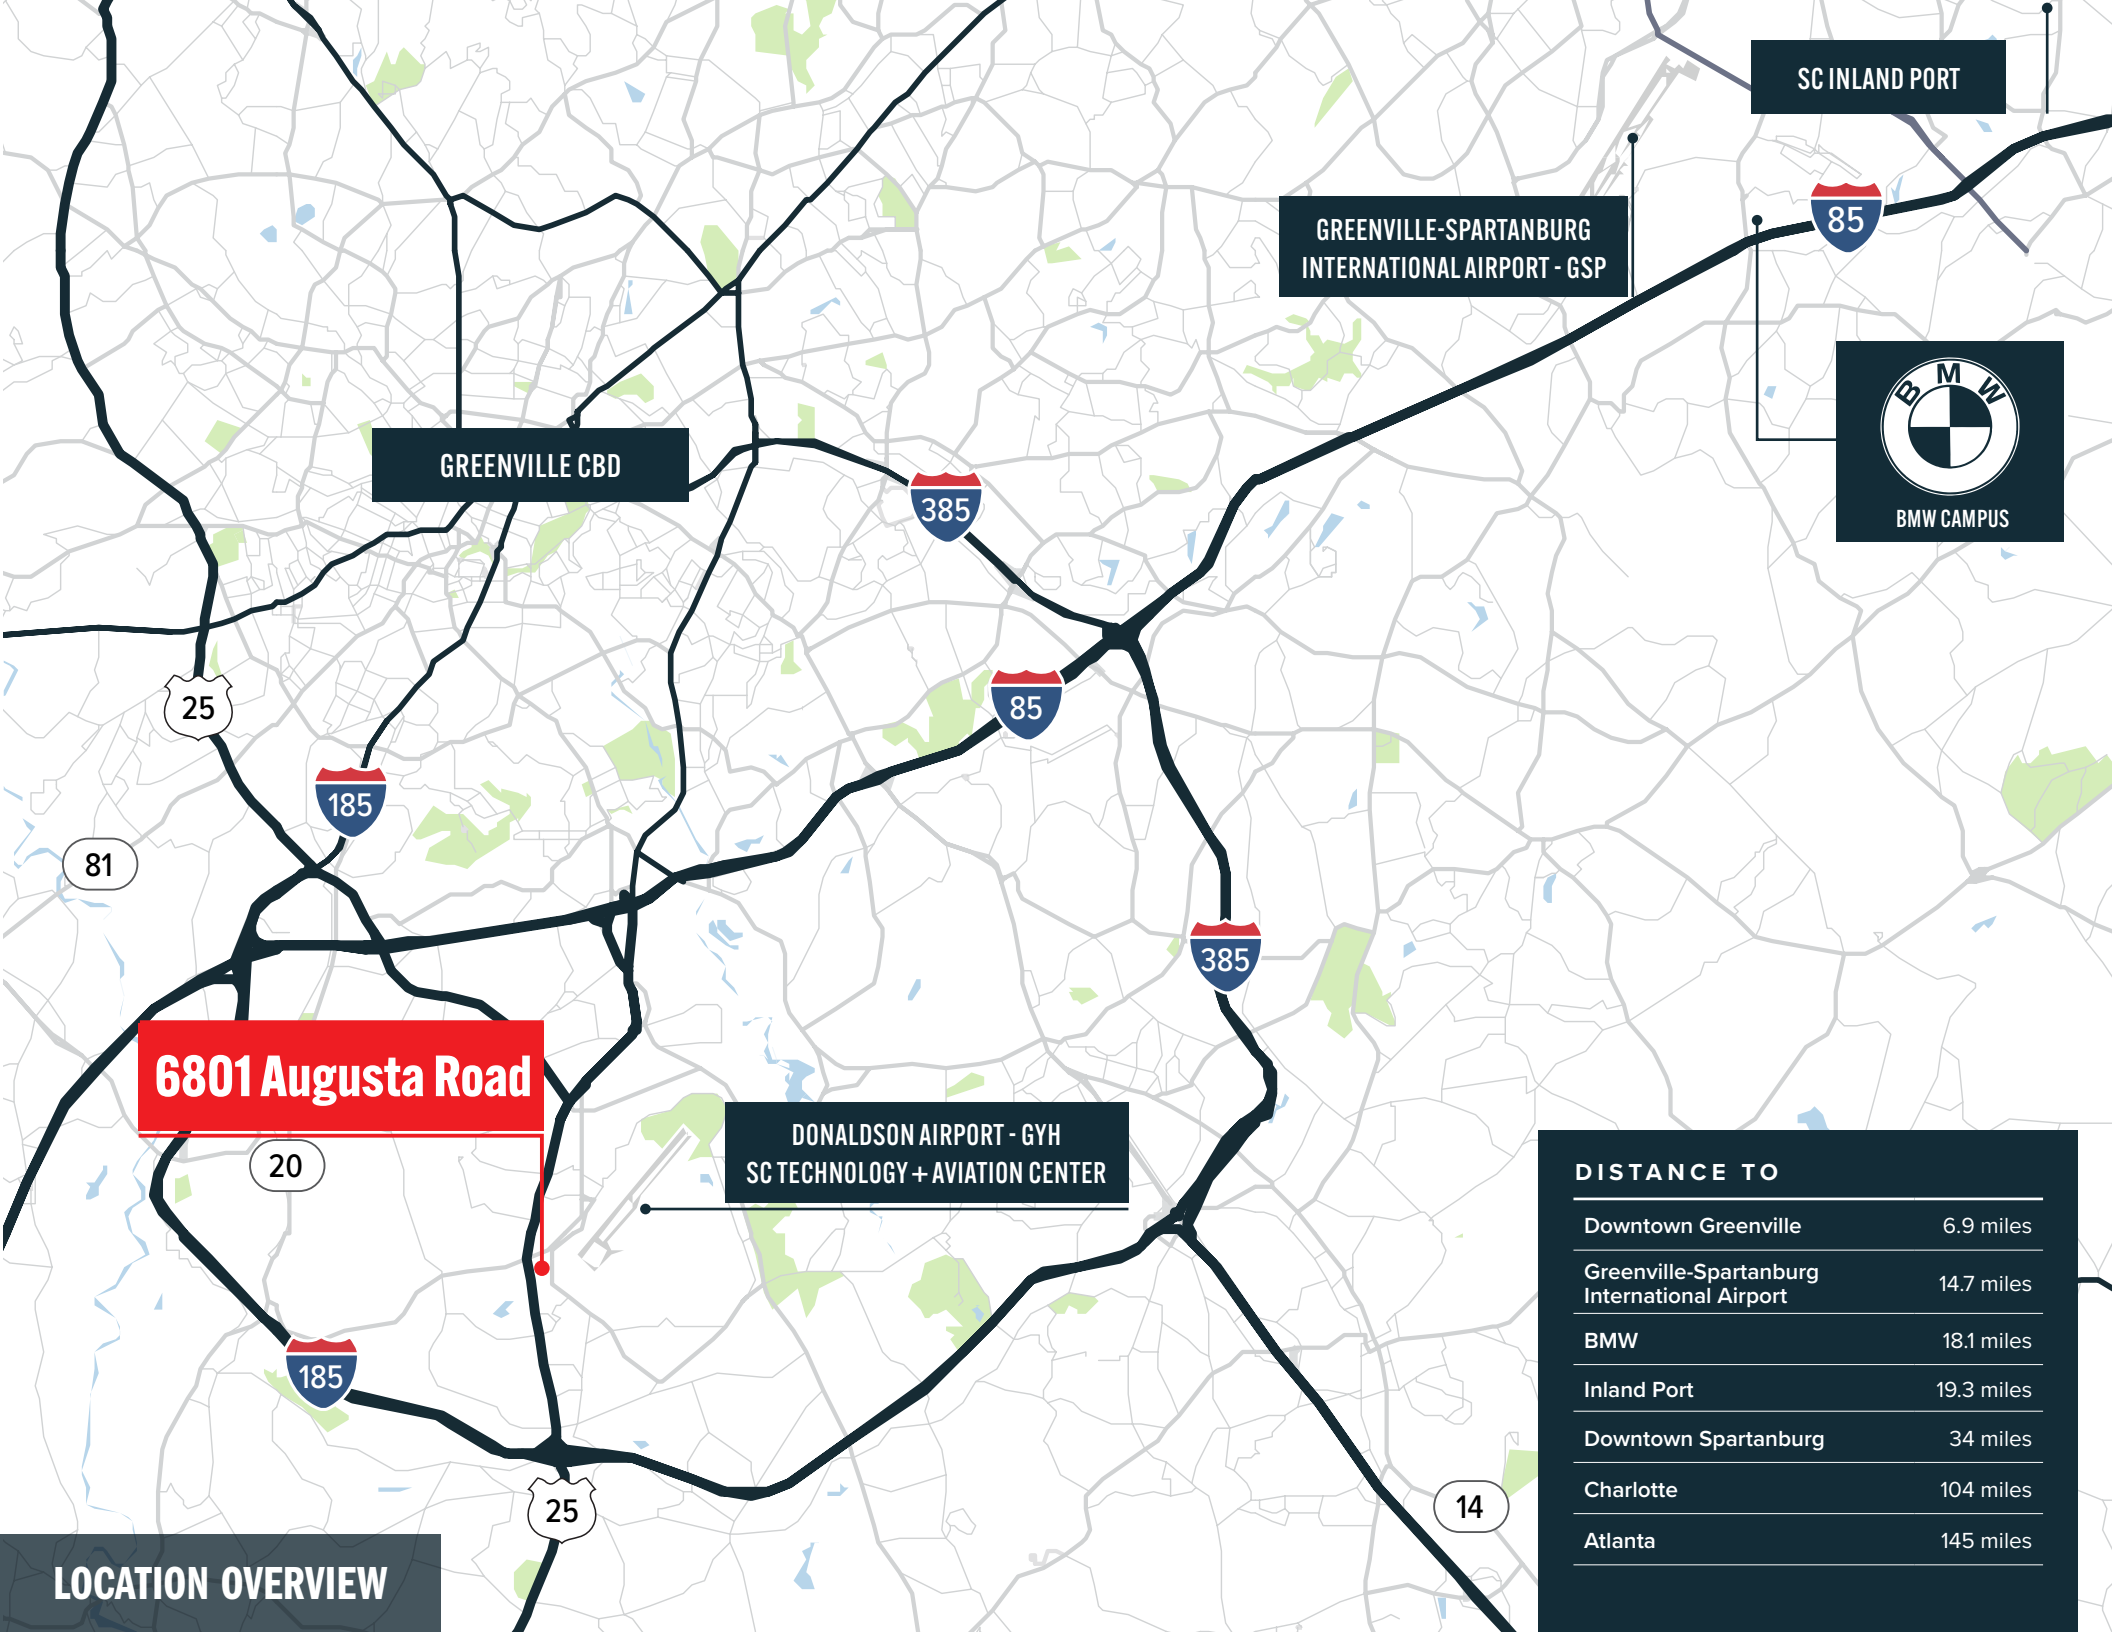 SC INLAND PORT
GREENVILLE-SPARTANBURG
INTERNATIONAL AIRPORT - GSP
85
BMW
BMW CAMPUS
GREENVILLE CBD
385
25
85
185
81
385
6801 Augusta Road
20
DONALDSON AIRPORT - GYH
SC TECHNOLOGY + AVIATION CENTER
185
25
14
DISTANCE TO
Downtown Greenville 6.9 miles
Greenville-Spartanburg
International Airport 14.7 miles
BMW 18.1 miles
Inland Port 19.3 miles
Downtown Spartanburg 34 miles
Charlotte 104 miles
Atlanta 145 miles
LOCATION OVERVIEW